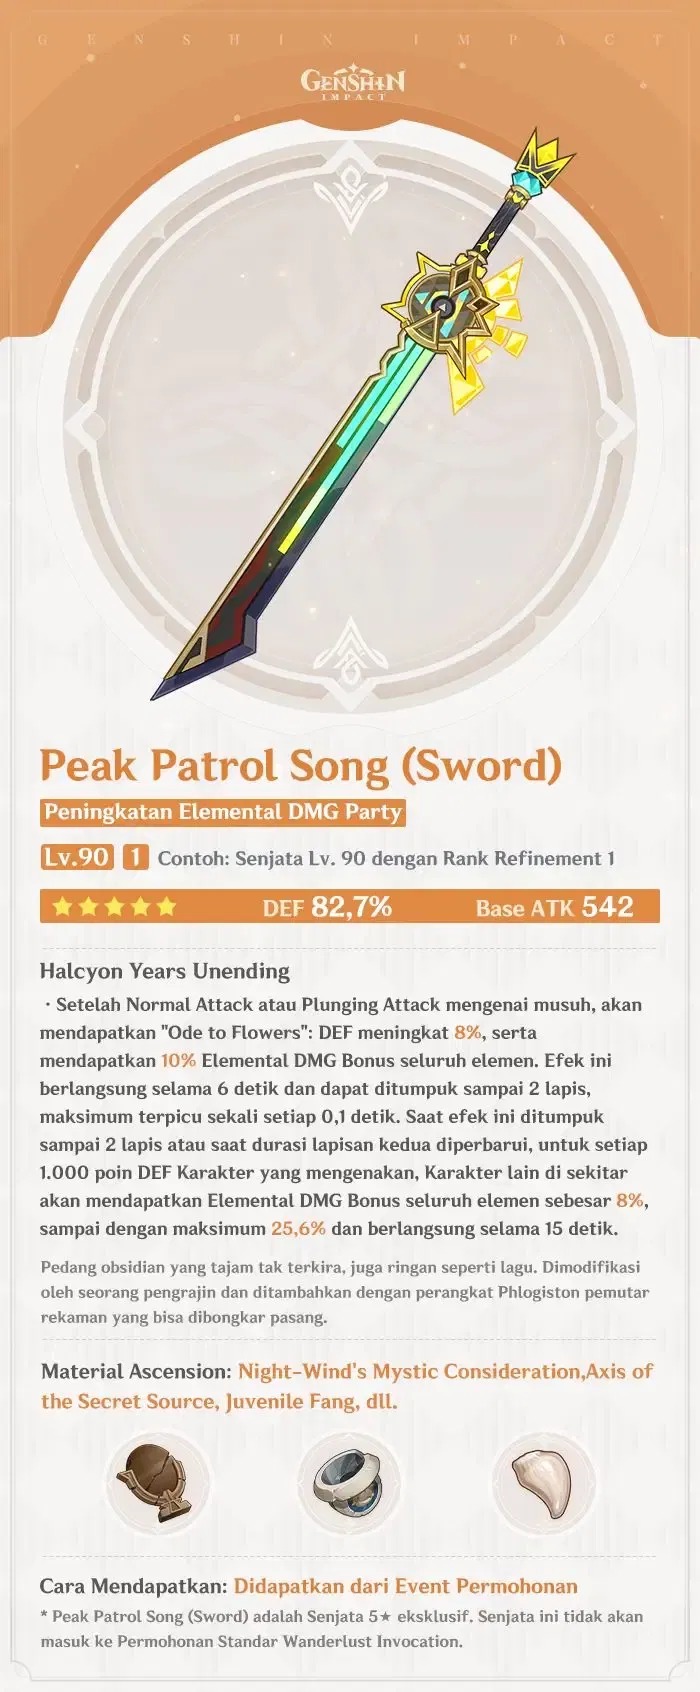 GENSHIN IMPACT
GENSHIN
IMPACT
Peak Patrol Song (Sword)
Peningkatan Elemental DMG Party
Lv.90 1 Contoh: Senjata Lv. 90 dengan Rank Refinement 1
★★★★★ DEF 82,7% Base ATK 542
Halcyon Years Unending
· Setelah Normal Attack atau Plunging Attack mengenai musuh, akan
mendapatkan "Ode to Flowers": DEF meningkat 8%, serta
mendapatkan 10% Elemental DMG Bonus seluruh elemen. Efek ini
berlangsung selama 6 detik dan dapat ditumpuk sampai 2 lapis,
maksimum terpicu sekali setiap 0,1 detik. Saat efek ini ditumpuk
sampai 2 lapis atau saat durasi lapisan kedua diperbarui, untuk setiap
1.000 poin DEF Karakter yang mengenakan, Karakter lain di sekitar
akan mendapatkan Elemental DMG Bonus seluruh elemen sebesar 8%,
sampai dengan maksimum 25,6% dan berlangsung selama 15 detik.
Pedang obsidian yang tajam tak terkira, juga ringan seperti lagu. Dimodifikasi
oleh seorang pengrajin dan ditambahkan dengan perangkat Phlogiston pemutar
rekaman yang bisa dibongkar pasang.
Material Ascension: Night-Wind's Mystic Consideration,Axis of
the Secret Source, Juvenile Fang, dll.
Cara Mendapatkan: Didapatkan dari Event Permohonan
* Peak Patrol Song (Sword) adalah Senjata 5★ eksklusif. Senjata ini tidak akan
masuk ke Permohonan Standar Wanderlust Invocation.